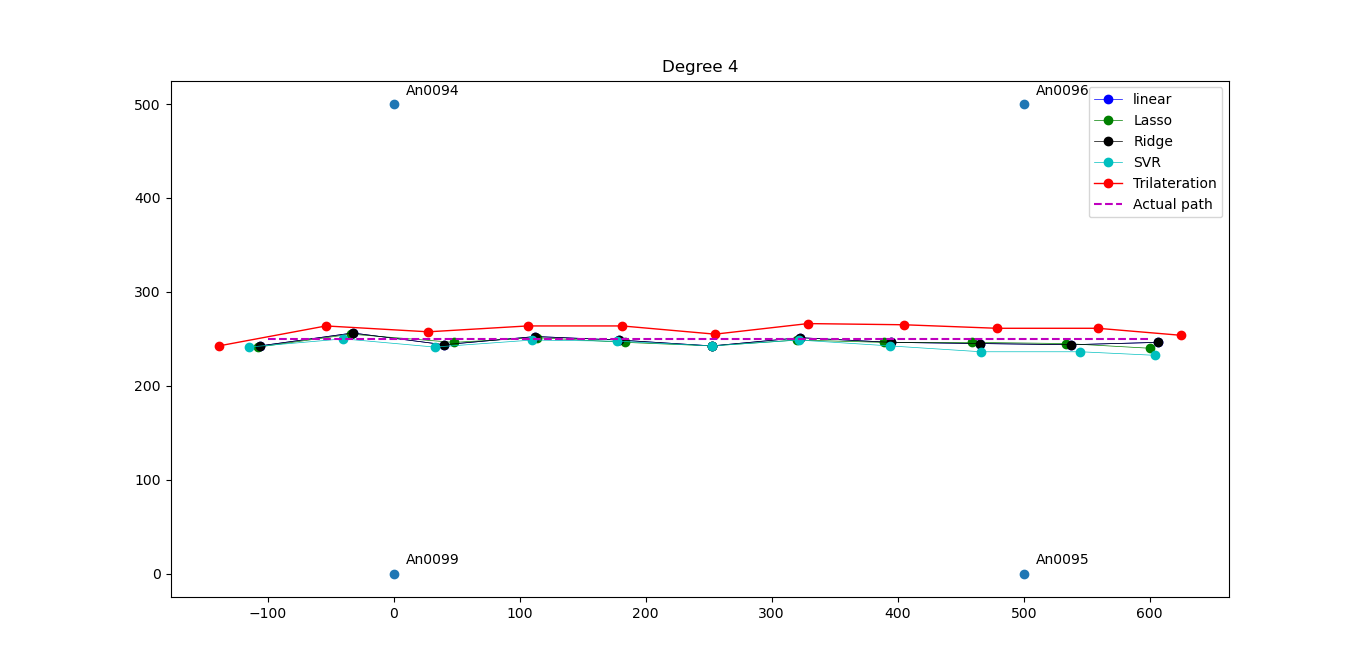 Degree 4
An0094
An0096
linear
Lasso
Ridge
SVR
Trilateration
Actual path
500
400
300
200
100
0
An0099
An0095
−100
0
100
200
300
400
500
600